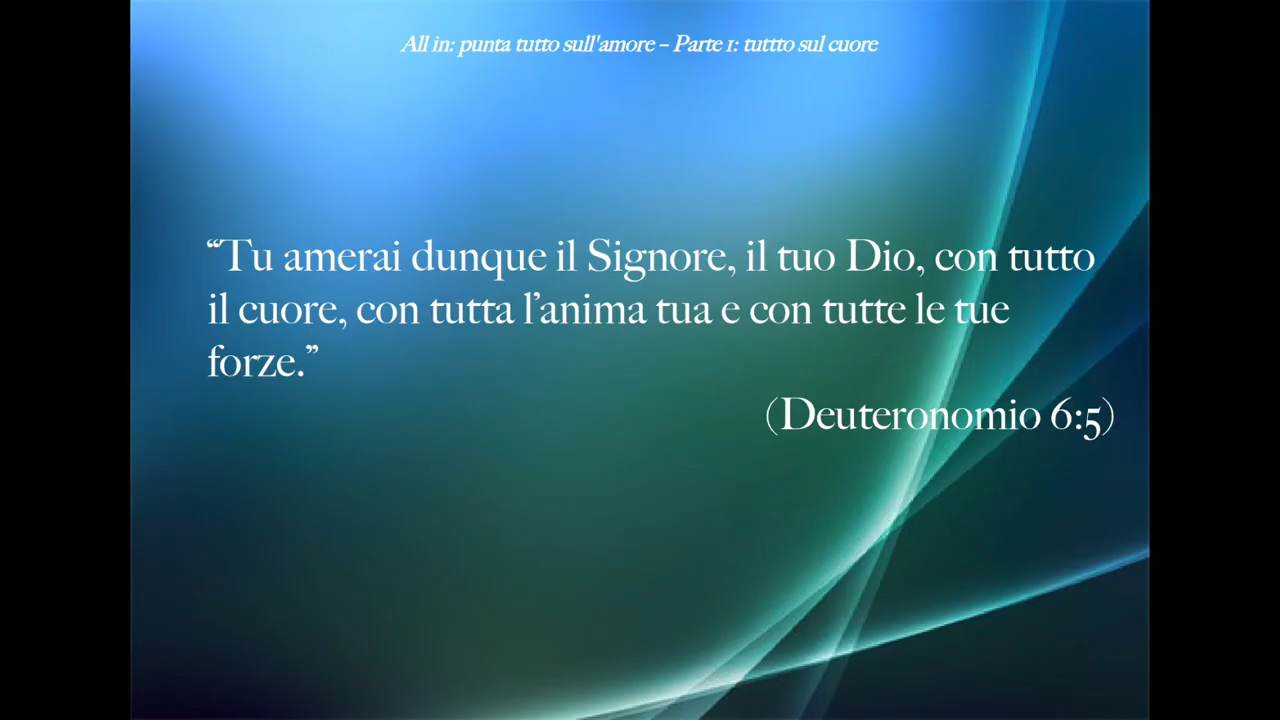 All in: punta tutto sull'amore – Parte 1: tuttto sul cuore
“Tu amerai dunque il Signore, il tuo Dio, con tutto
il cuore, con tutta l’anima tua e con tutte le tue
forze.”
(Deuteronomio 6:5)